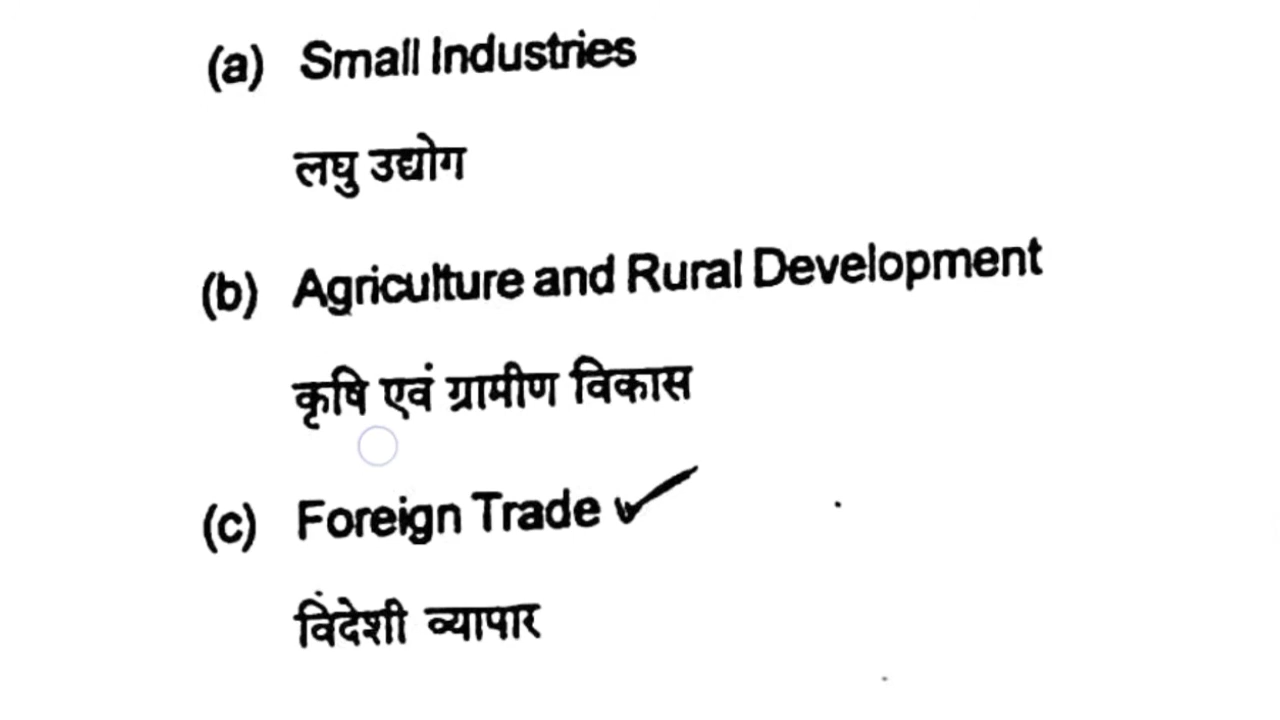 (a) Small Industries
लघु उद्योग
(b) Agriculture and Rural Development
कृषि एवं ग्रामीण विकास
(c) Foreign Trade ✓
विदेशी व्यापार